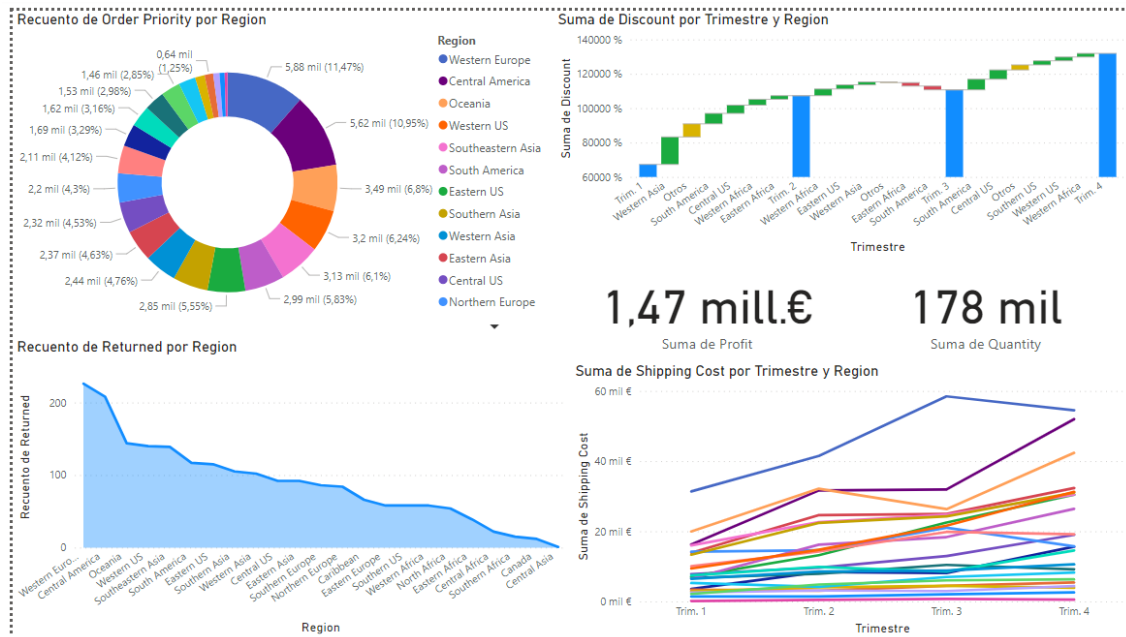 Recuento de Order Priority por Region
0,64 mil
(1,25%)
1,46 mil (2,85%)
1,53 mil (2,98%)
1,62 mil (3,16%)
1,69 mil (3,29%)
2,11 mil (4,12%)
2,2 mil (4,3%)
2,32 mil (4,53%)
2,37 mil (4,63%)
2,44 mil (4,76%)
2,85 mil (5,55%)
5,88 mil (11,47%)
5,62 mil (10,95%)
3,49 mil (6,8%)
3,2 mil (6,24%)
3,13 mil (6,1%)
2,99 mil (5,83%)
Region
Western Europe
Central America
Oceania
Western US
Southeastern Asia
South America
Eastern US
Southern Asia
Western Asia
Eastern Asia
Central US
Northern Europe
Suma de Discount por Trimestre y Region
Suma de Discount
140000 %
120000 %
100000 %
80000 %
60000 %
Trim. 1
Western Asia
Otros
South America
Central US
Western Africa
Eastern Africa
Trim. 2
Western Africa
Eastern US
Western Asia
Otros
Eastern Africa
South America
Trim. 3
South America
Central US
Otros
Southern US
Western US
Western Africa
Trim. 4
Trimestre
1,47 mill.€
Suma de Profit
178 mil
Suma de Quantity
Recuento de Returned por Region
Recuento de Returned
200
100
0
Western Euro...
Central America
Oceania
Western US
Southeastern Asia
South America
Eastern US
Southern Asia
Western Asia
Central US
Eastern Asia
Southern Europe
Northern Europe
Caribbean
Eastern Europe
Southern US
Western Africa
North Africa
Eastern Africa
Central Africa
Southern Africa
Canada
Central Asia
Region
Suma de Shipping Cost por Trimestre y Region
Suma de Shipping Cost
60 mil €
40 mil €
20 mil €
0 mil €
Trim. 1
Trim. 2
Trim. 3
Trim. 4
Trimestre